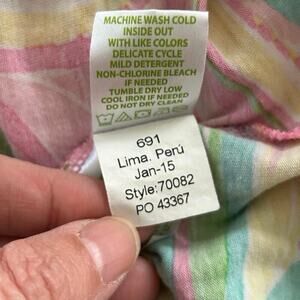 MACHINE WASH COLD
INSIDE OUT
WITH LIKE COLORS
DELICATE CYCLE
MILD DETERGENT
NON-CHLORINE BLEACH
IF NEEDED
TUMBLE DRY LOW
COOL IRON IF NEEDED
DO NOT DRY CLEAN
691
Lima. Perú
Jan-15
Style:70082
PO 43367